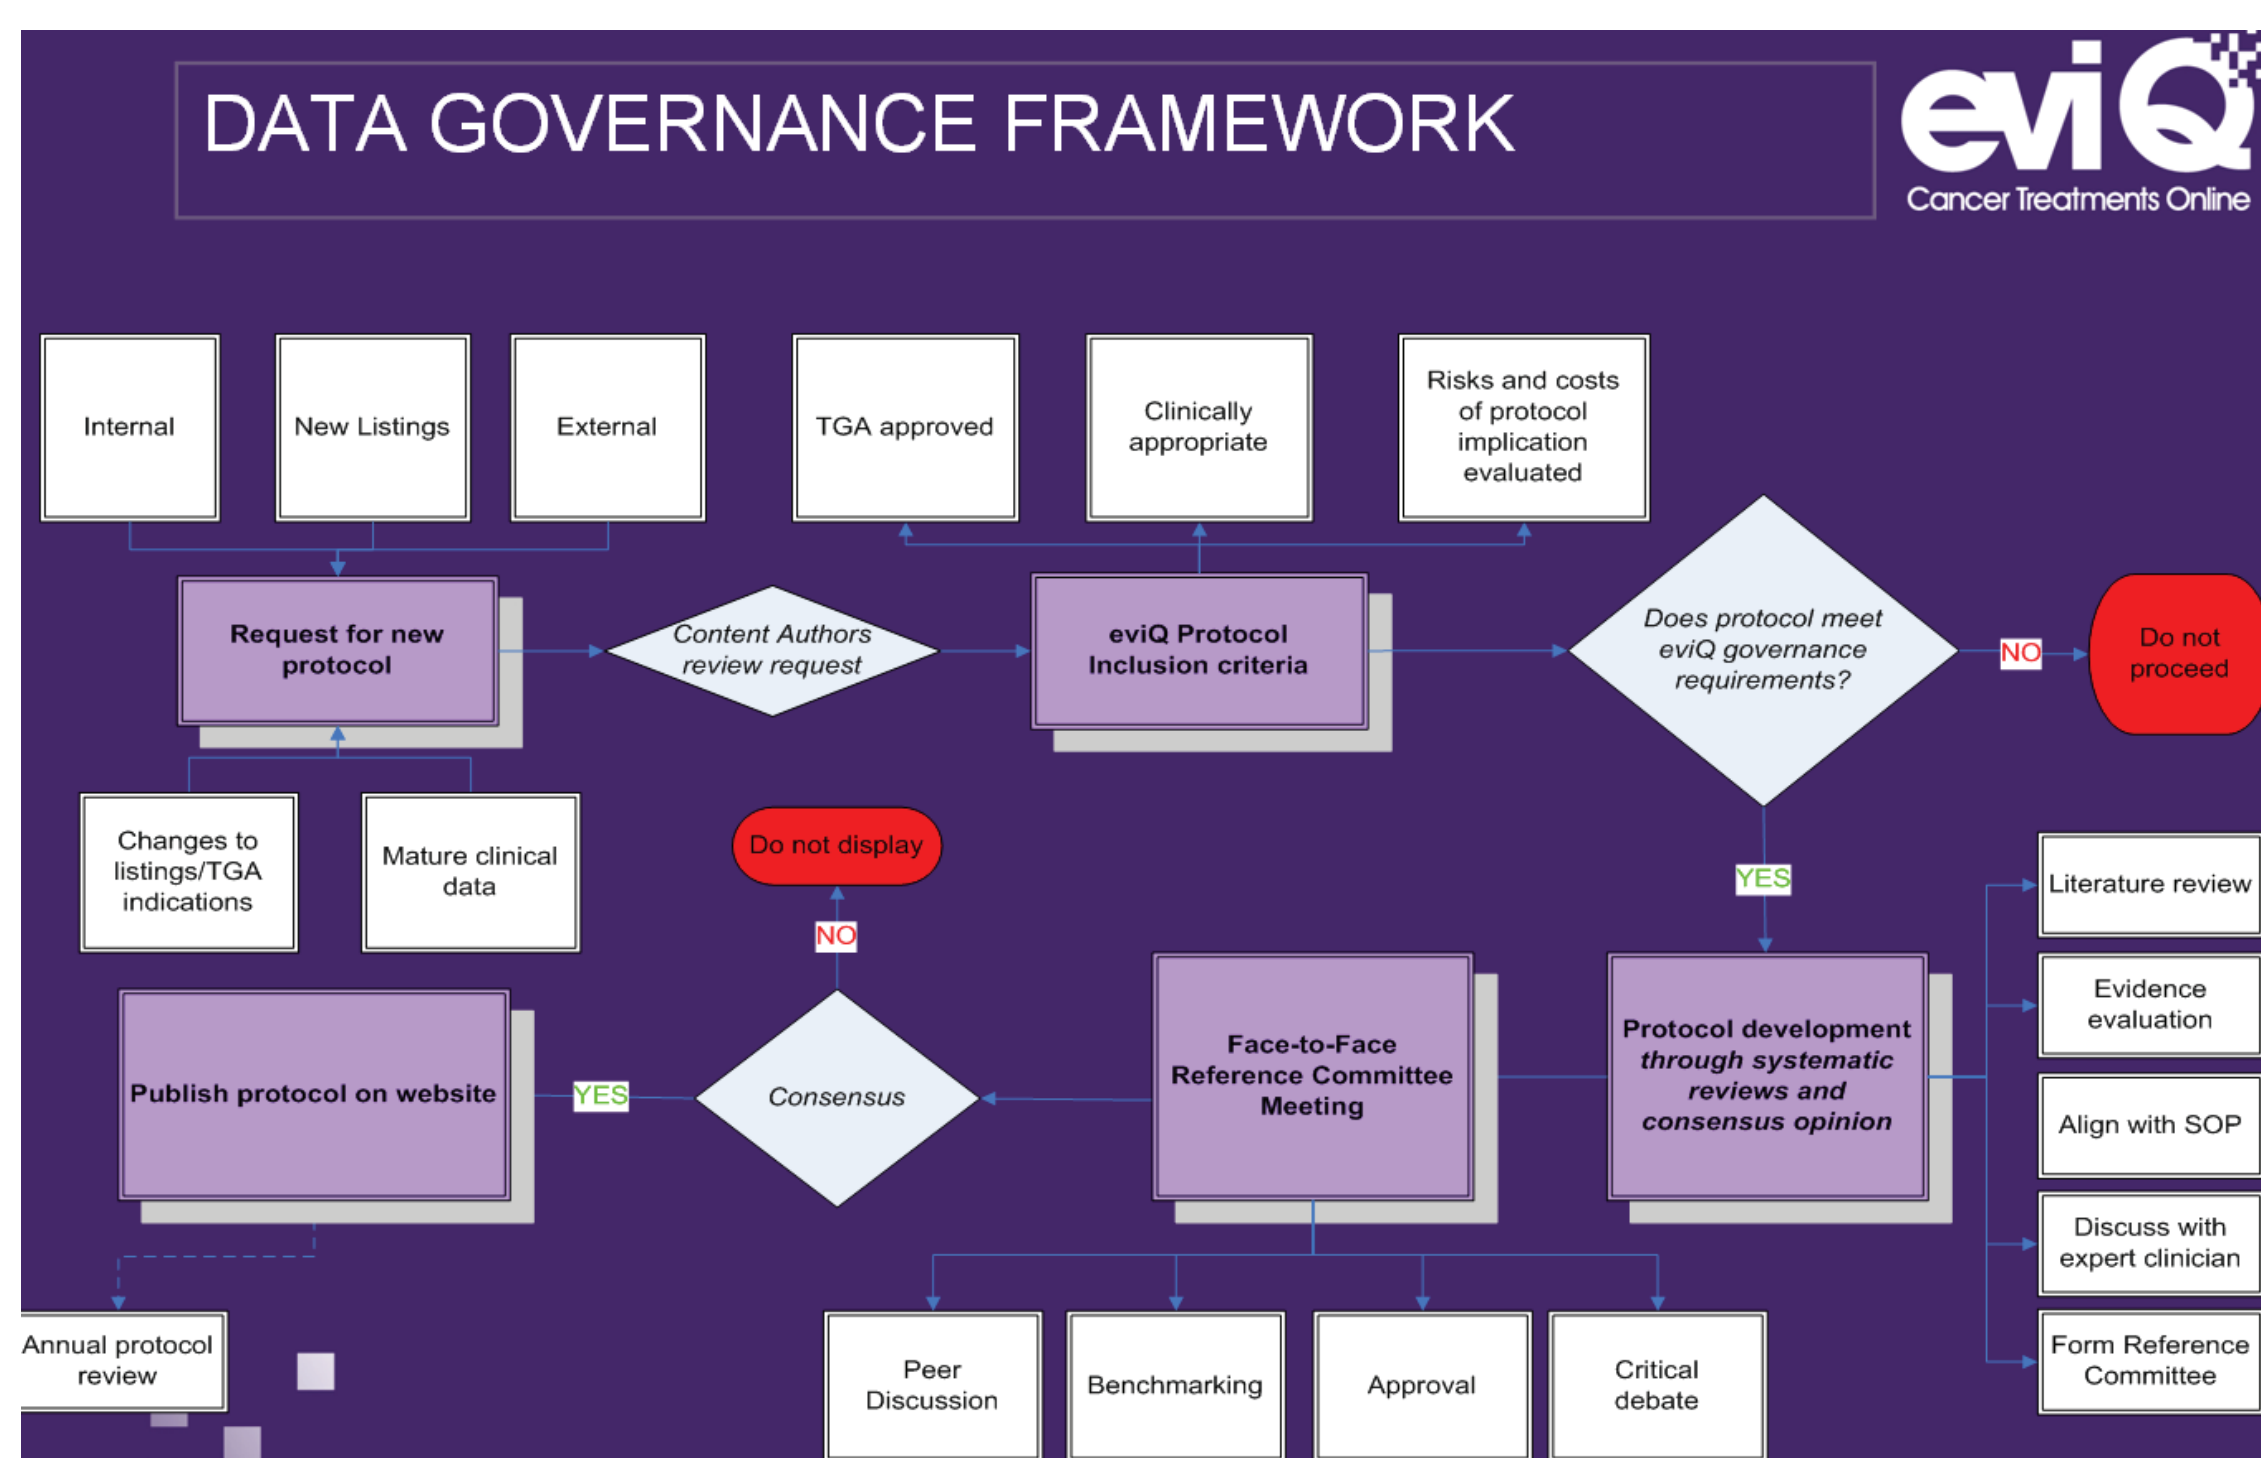 DATA GOVERNANCE FRAMEWORK
eviQ
Cancer Treatments Online
Internal
New Listings
External
TGA approved
Clinically
appropriate
Risks and costs
of protocol
implication
evaluated
Request for new
protocol
Content Authors
review request
eviQ Protocol
Inclusion criteria
Does protocol meet
eviQ governance
requirements?
NO
Do not
proceed
Changes to
listings/TGA
indications
Mature clinical
data
Do not display
NO
YES
Literature review
Evidence
evaluation
Align with SOP
Discuss with
expert clinician
Form Reference
Committee
Protocol development
through systematic
reviews and
consensus opinion
Face-to-Face
Reference Committee
Meeting
Consensus
YES
Publish protocol on website
Annual protocol
review
Peer
Discussion
Benchmarking
Approval
Critical
debate